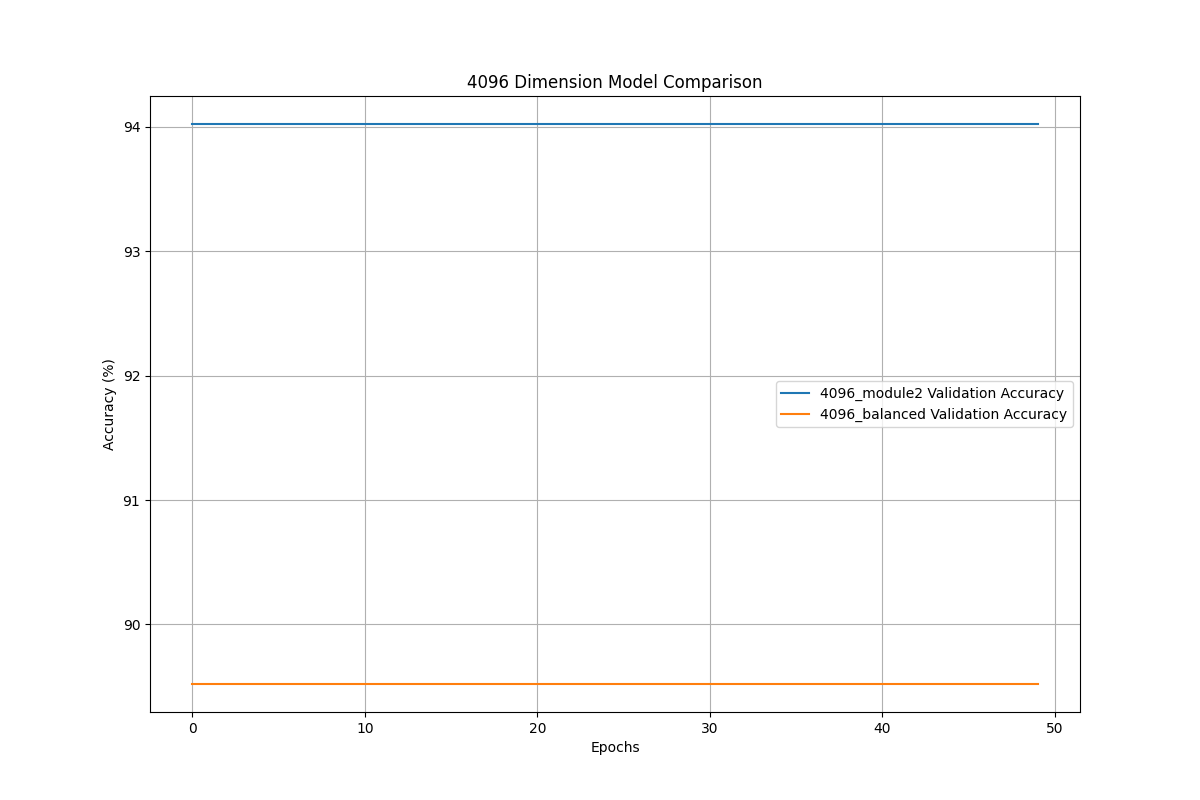 4096 Dimension Model Comparison
94
93
92
91
90
Accuracy (%)
4096_module2 Validation Accuracy
4096_balanced Validation Accuracy
0 10 20 30 40 50
Epochs